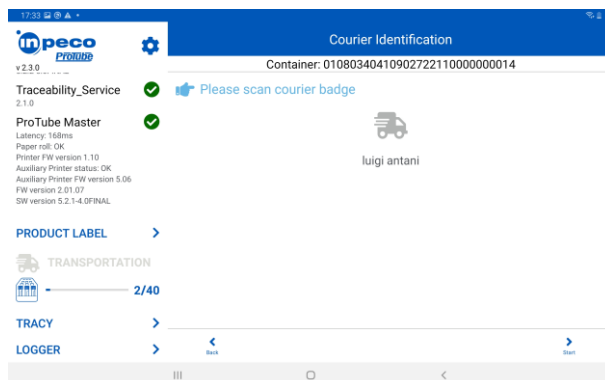 17:33
inpeco
ProTube
v 2.3.0
Traceability_Service
2.1.0
ProTube Master
Latency: 168ms
Paper roll: OK
Printer FW version 1.10
Auxiliary Printer status: OK
Auxiliary Printer FW version 5.06
FW version 2.01.07
SW version 5.2.1-4.0FINAL
PRODUCT LABEL
TRANSPORTATION
2/40
TRACY
LOGGER
Courier Identification
Container: 01080340410902722110000000014
Please scan courier badge
luigi antani
Back
Start